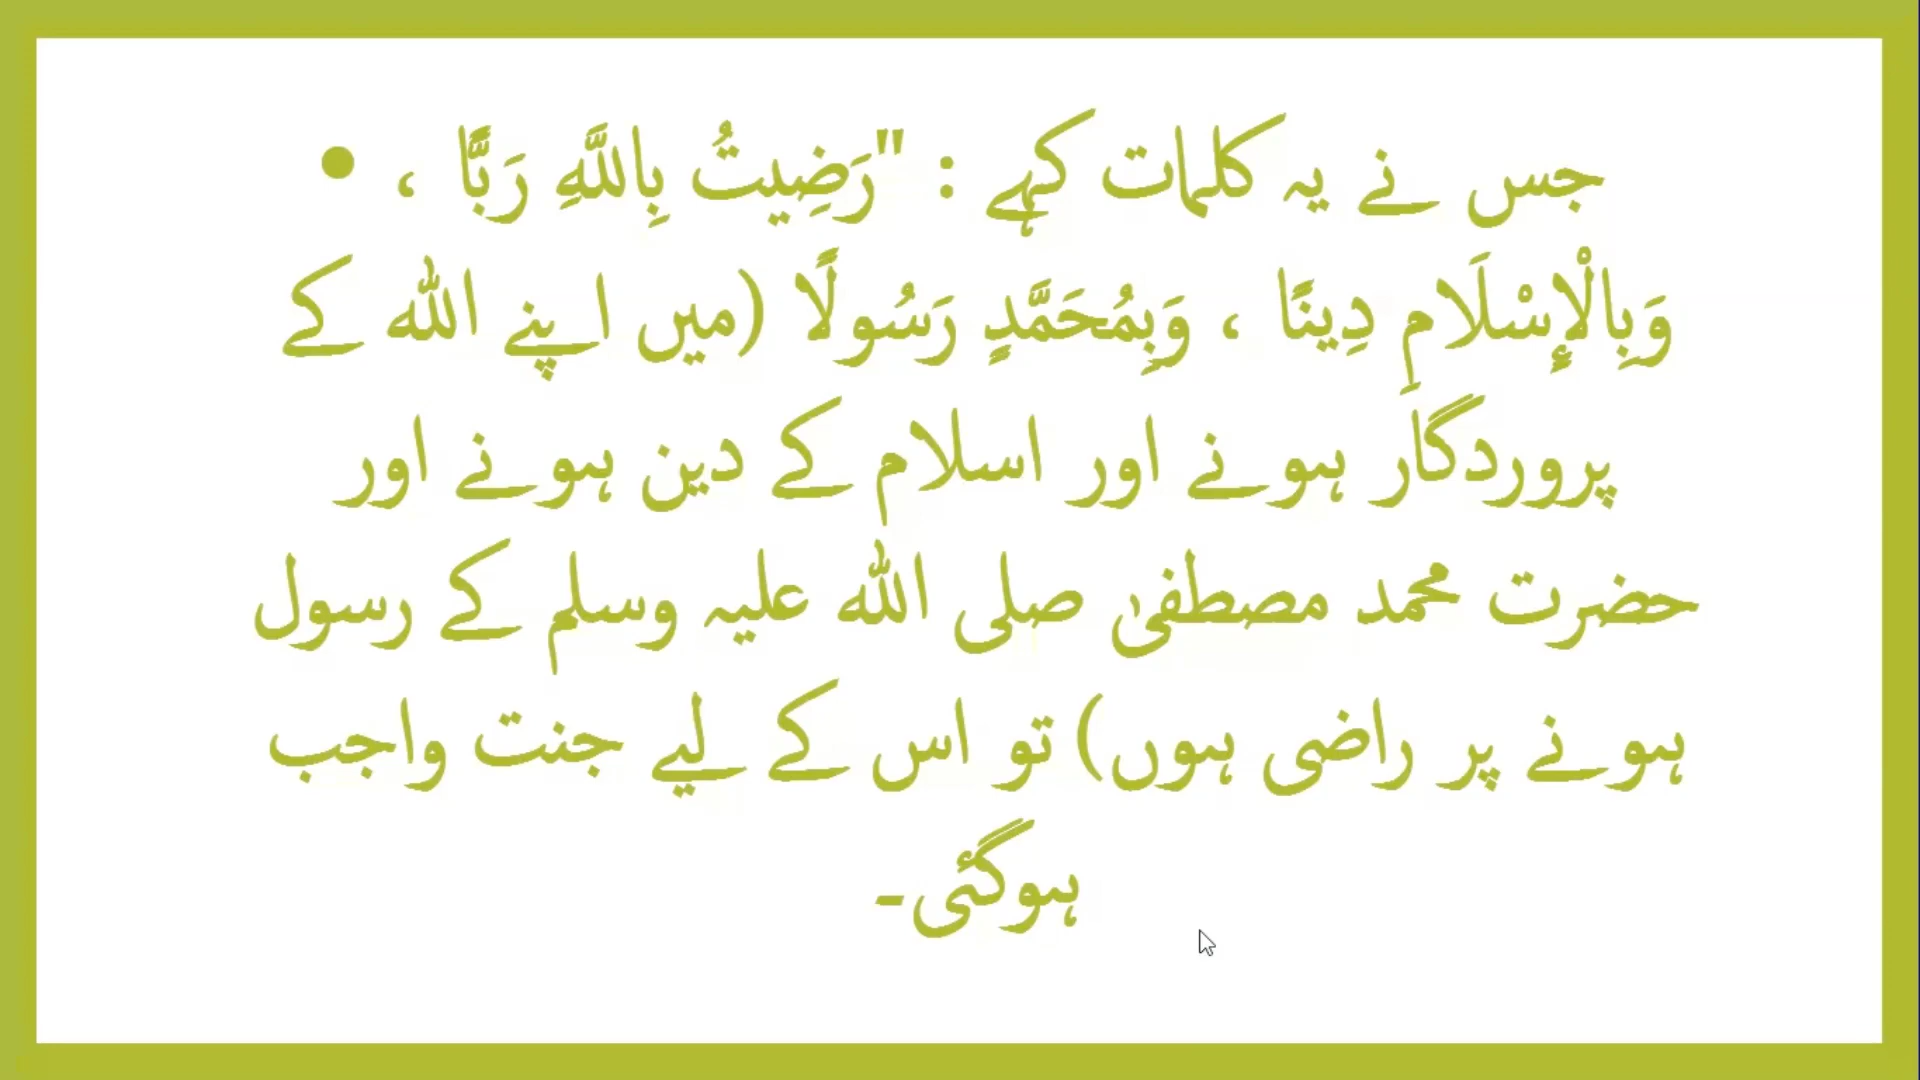 • جس نے یہ کلمات کہے : "رَضِيتُ بِاللَّهِ رَبًّا ،
وَبِالْإِسْلَامِ دِينًا ، وَبِمُحَمَّدٍ رَسُولًا (میں اپنے اللہ کے
پروردگار ہونے اور اسلام کے دین ہونے اور
حضرت محمد مصطفیٰ صلی اللہ علیہ وسلم کے رسول
ہونے پر راضی ہوں) تو اس کے لیے جنت واجب
ہوگئی۔